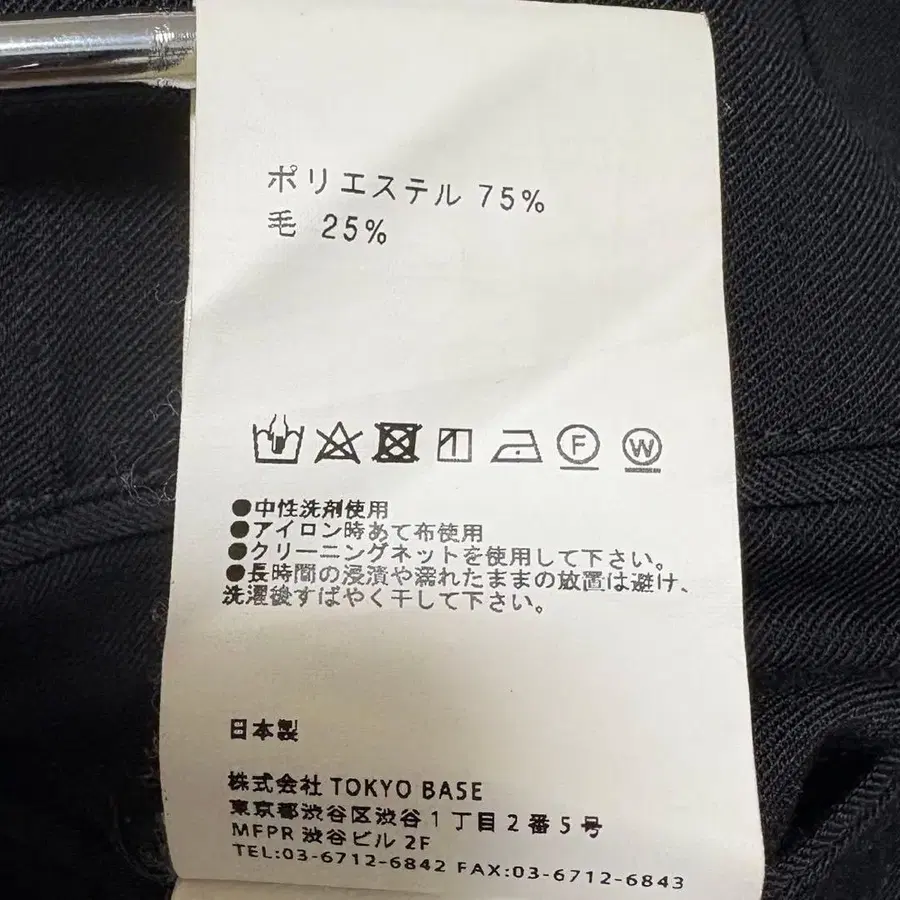 ポリエステル 75%
毛 25%
F W
●中性洗剤使用
●アイロン時あて布使用
●クリーニングネットを使用して下さい。
●長時間の浸漬や濡れたままの放置は避け、
洗濯後すばやく干して下さい。
日本製
株式会社 TOKYO BASE
東京都渋谷区渋谷1丁目2番5号
MFPR 渋谷ビル 2F
TEL:03-6712-6842 FAX:03-6712-6843